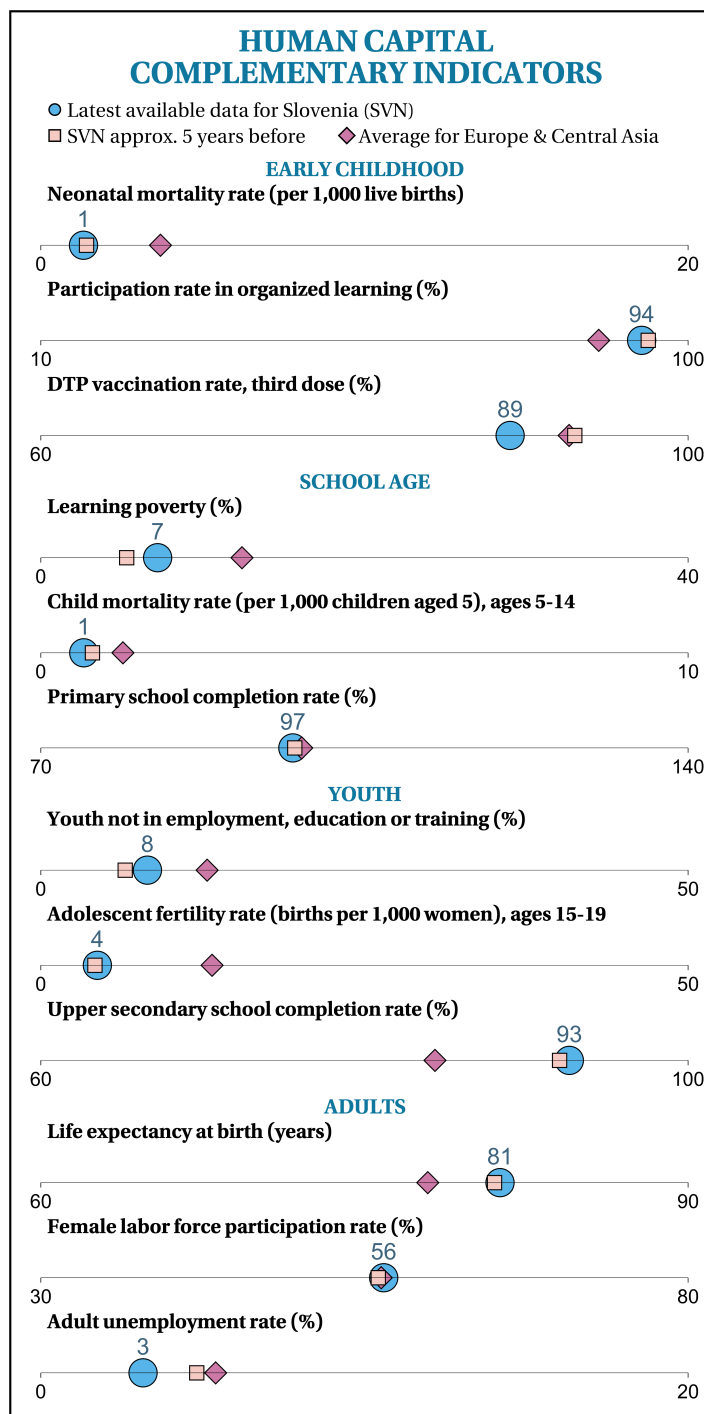 HUMAN CAPITAL
COMPLEMENTARY INDICATORS
Latest available data for Slovenia (SVN)
SVN approx. 5 years before Average for Europe & Central Asia
EARLY CHILDHOOD
Neonatal mortality rate (per 1,000 live births)
1
0 20
Participation rate in organized learning (%)
94
10 100
DTP vaccination rate, third dose (%)
89
60 100
SCHOOL AGE
Learning poverty (%)
7
0 40
Child mortality rate (per 1,000 children aged 5), ages 5-14
1
0 10
Primary school completion rate (%)
97
70 140
YOUTH
Youth not in employment, education or training (%)
8
0 50
Adolescent fertility rate (births per 1,000 women), ages 15-19
4
0 50
Upper secondary school completion rate (%)
93
60 100
ADULTS
Life expectancy at birth (years)
81
60 90
Female labor force participation rate (%)
56
30 80
Adult unemployment rate (%)
3
0 20